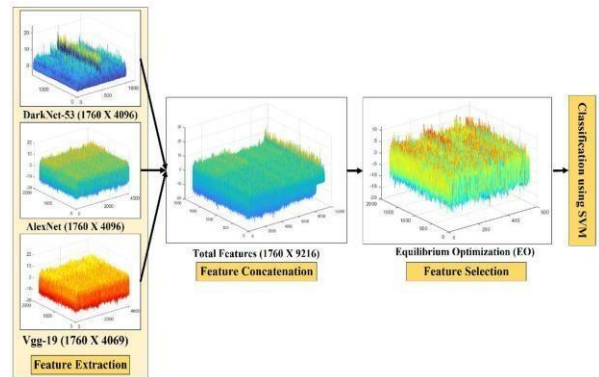 DarkNet-53 (1760 X 4096)
AlexNet (1760 X 4096)
Vgg-19 (1760 X 4069)
Feature Extraction
Total Features (1760 X 9216)
Feature Concatenation
Equilibrium Optimization (EO)
Feature Selection
Classification using SVM